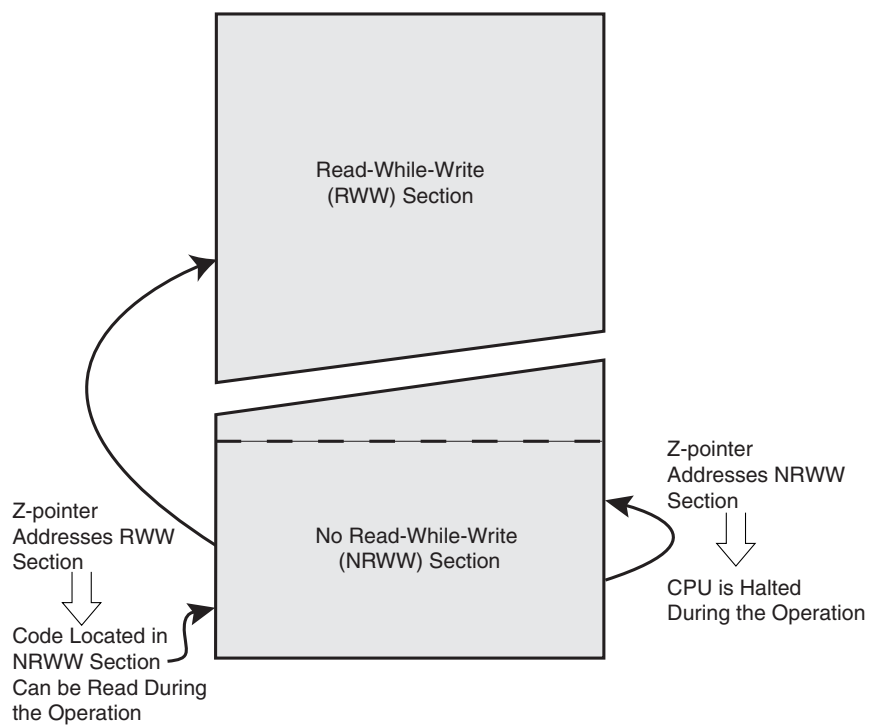 Read-While-Write
(RWW) Section
Z-pointer
Addresses NRWW
Section
Z-pointer
Addresses RWW
Section
No Read-While-Write
(NRWW) Section
CPU is Halted
During the Operation
Code Located in
NRWW Section
Can be Read During
the Operation